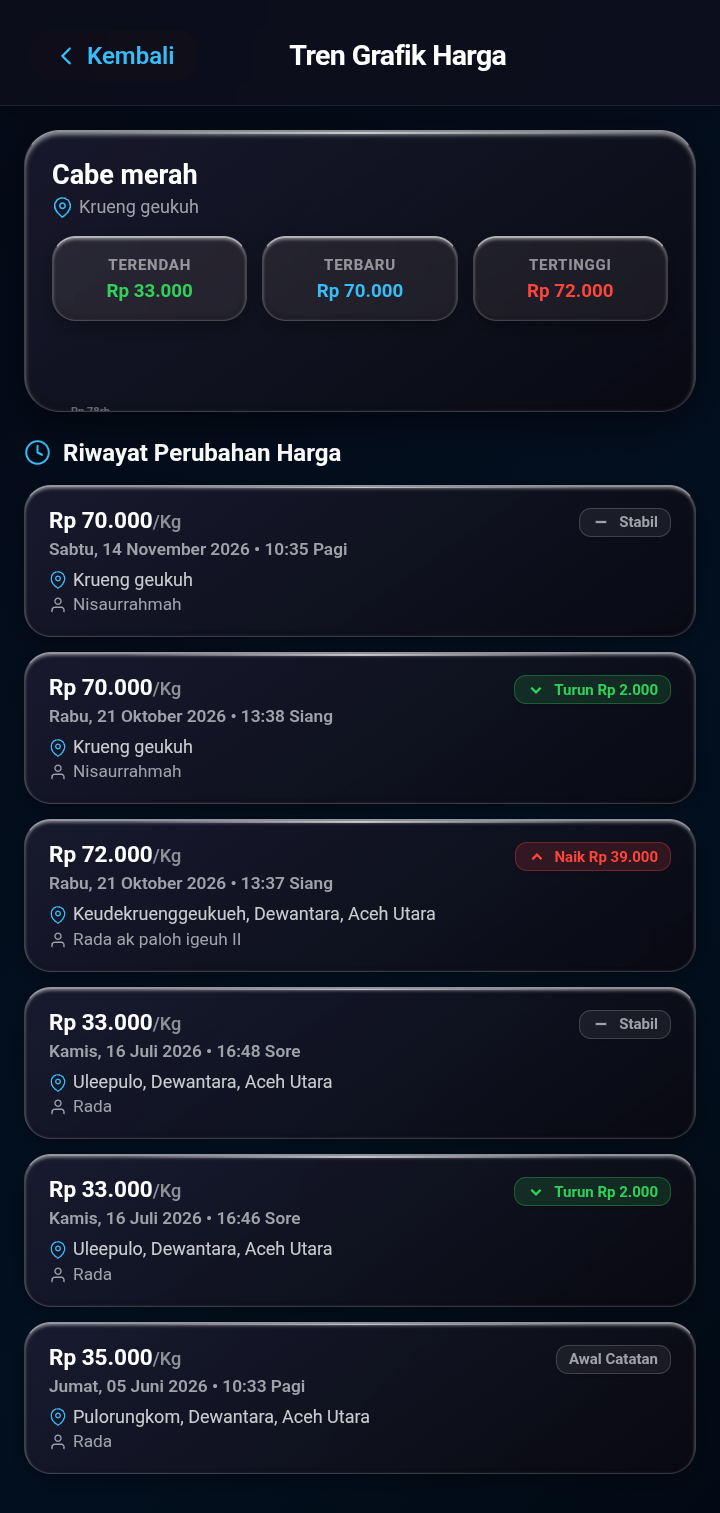 Kembali
Tren Grafik Harga
Cabe merah
Krueng geukuh
TERENDAH
Rp 33.000
TERBARU
Rp 70.000
TERTINGGI
Rp 72.000
Riwayat Perubahan Harga
Rp 70.000/Kg
Stabil
Sabtu, 14 November 2026 • 10:35 Pagi
Krueng geukuh
Nisaurrahmah
Rp 70.000/Kg
Turun Rp 2.000
Rabu, 21 Oktober 2026 • 13:38 Siang
Krueng geukuh
Nisaurrahmah
Rp 72.000/Kg
Naik Rp 39.000
Rabu, 21 Oktober 2026 • 13:37 Siang
Keudekruenggeukueh, Dewantara, Aceh Utara
Rada ak paloh igeuh II
Rp 33.000/Kg
Stabil
Kamis, 16 Juli 2026 • 16:48 Sore
Uleepulo, Dewantara, Aceh Utara
Rada
Rp 33.000/Kg
Turun Rp 2.000
Kamis, 16 Juli 2026 • 16:46 Sore
Uleepulo, Dewantara, Aceh Utara
Rada
Rp 35.000/Kg
Awal Catatan
Jumat, 05 Juni 2026 • 10:33 Pagi
Pulorungkom, Dewantara, Aceh Utara
Rada